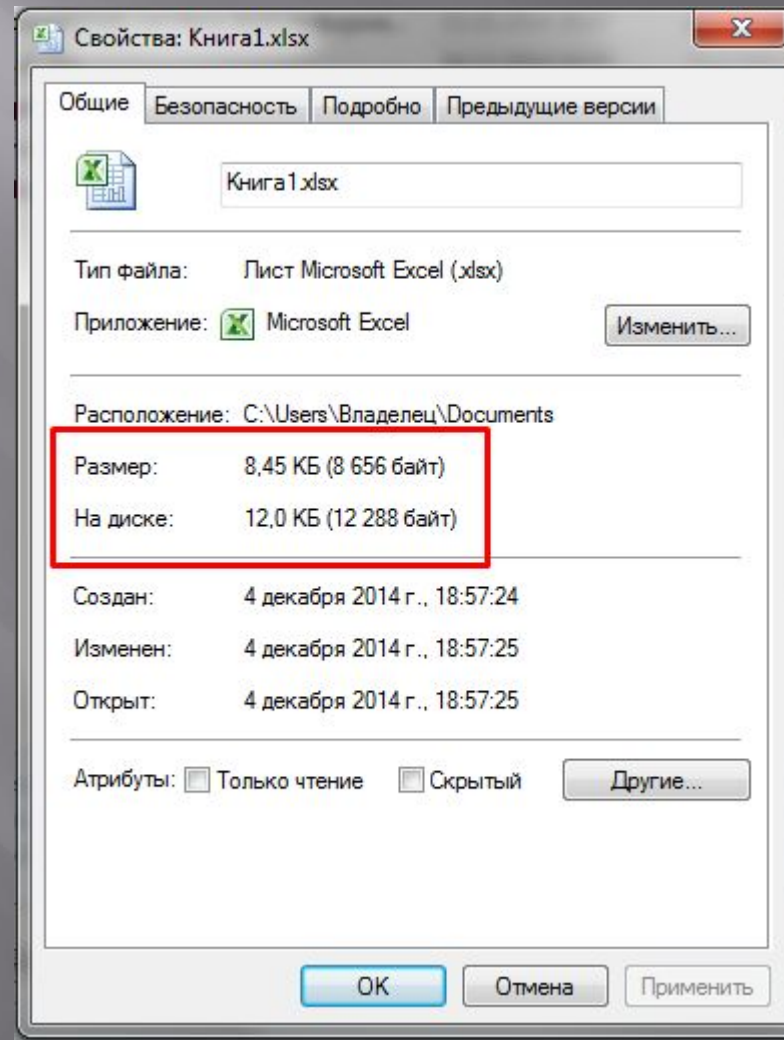 Свойства: Книга1.xlsx
Общие Безопасность Подробно Предыдущие версии
Книга1.xlsx
Тип файла: Лист Microsoft Excel (.xlsx)
Приложение: Microsoft Excel Изменить...
Расположение: C:\Users\Владелец\Documents
Размер: 8,45 КБ (8 656 байт)
На диске: 12,0 КБ (12 288 байт)
Создан: 4 декабря 2014 г., 18:57:24
Изменен: 4 декабря 2014 г., 18:57:25
Открыт: 4 декабря 2014 г., 18:57:25
Атрибуты: Только чтение Скрытый Другие...
OK Отмена Применить